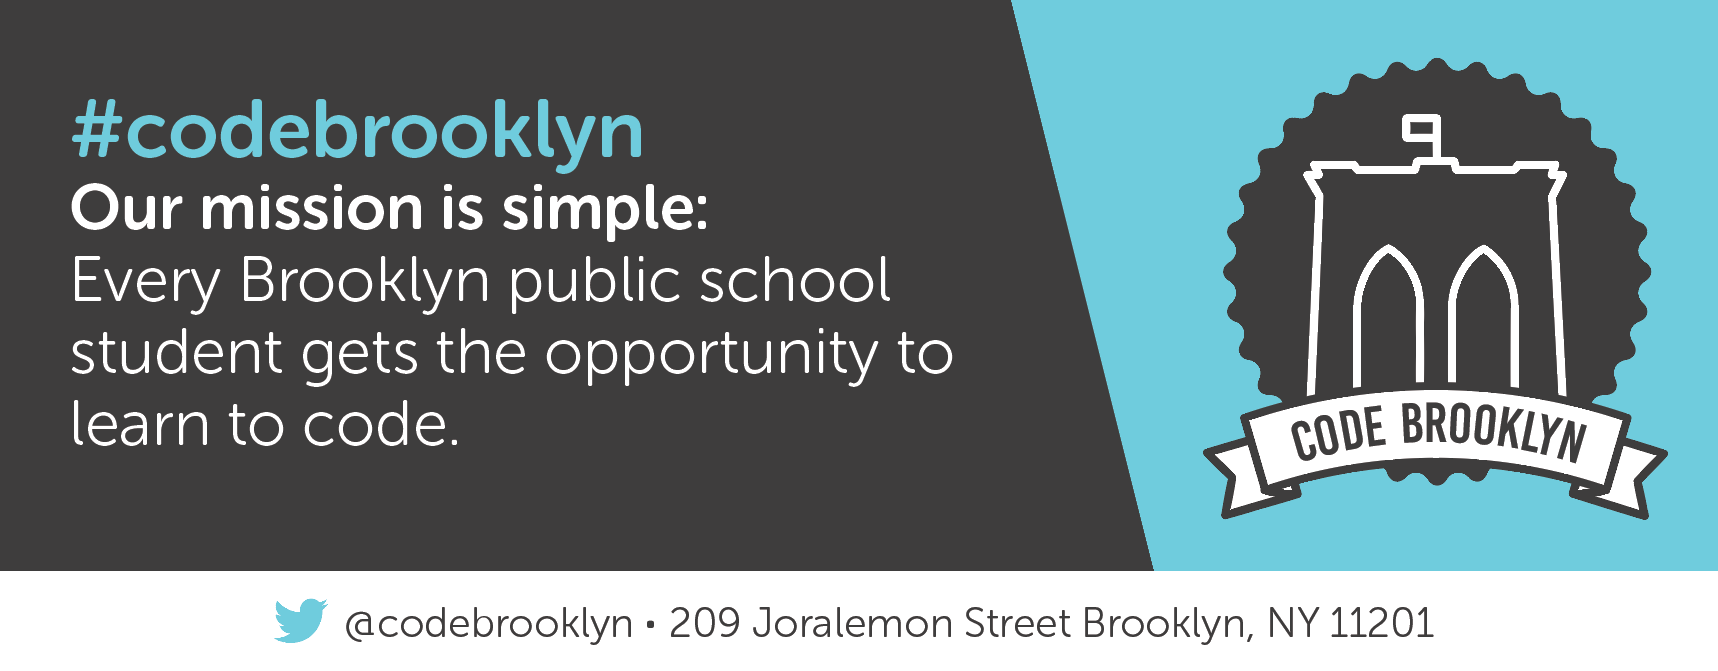 #codebrooklyn
Our mission is simple:
Every Brooklyn public school
student gets the opportunity to
learn to code.
CODE BROOKLYN
@codebrooklyn • 209 Joralemon Street Brooklyn, NY 11201